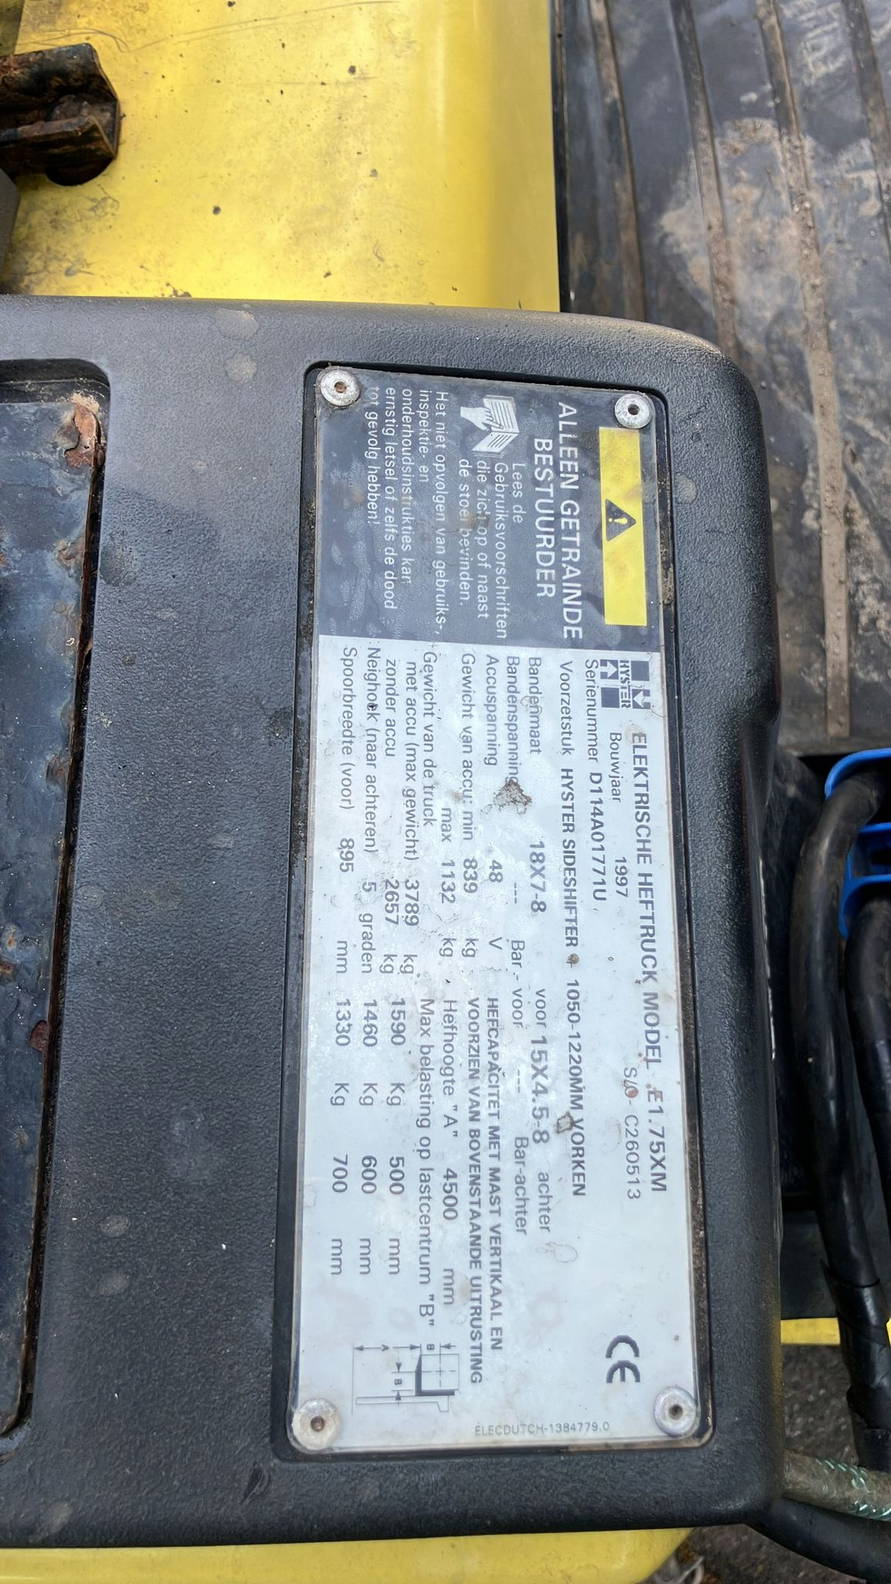 ALLEEN GETRAINDE
BESTUURDER
Lees de
Gebruiksvoorschriften
die zich op of naast
de stoel bevinden.
Het niet opvolgen van gebruiks-,
inspektie- en
onderhoudsinstrukties kan
ernstig letsel of zelfs de dood
tot gevolg hebben!
HYSTER
ELEKTRISCHE HEFTRUCK MODEL E1.75XM
Bouwjaar 1997 S/O- C260513
Serienummer D114A01771U
CE
Voorzetstuk HYSTER SIDESHIFTER + 1050-1220MM VORKEN
Bandenmaat 18X7-8 voor 15X4.5-8 achter
Bandenspanning --- Bar - voor --- Bar-achter
Accuspanning 48 V
Gewicht van accu: min 839 kg
max 1132 kg
Gewicht van de truck
met accu (max gewicht) 3789 kg
zonder accu 2657 kg
Neighoek (naar achteren) 5 graden
Spoorbreedte (voor) 895 mm
HEFCAPACITET MET MAST VERTIKAAL EN
VOORZIEN VAN BOVENSTAANDE UITRUSTING
Hefhoogte "A" 4500 mm
Max belasting op lastcentrum "B"
1590 Kg 500 mm
1460 Kg 600 mm
1330 Kg 700 mm
B
A
B
ELECDUTCH-1384779.0